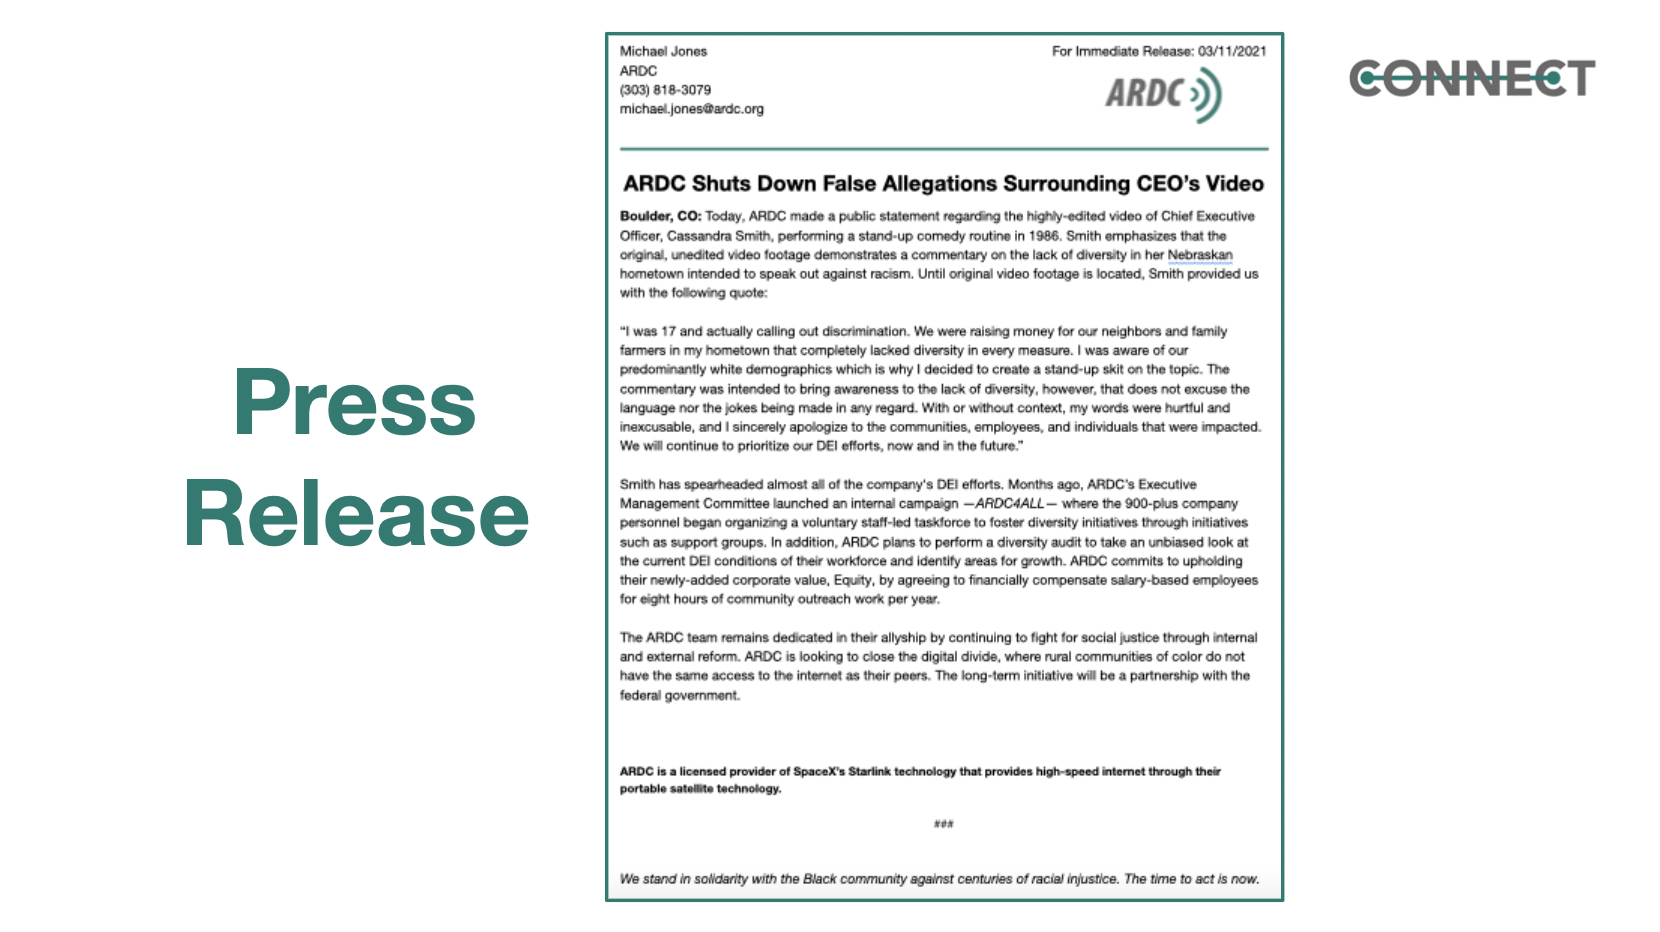 Press
Release
Michael Jones
ARDC
(303) 818-3079
michael.jones@ardc.org
For Immediate Release: 03/11/2021
ARDC
CONNECT
ARDC Shuts Down False Allegations Surrounding CEO's Video
Boulder, CO: Today, ARDC made a public statement regarding the highly-edited video of Chief Executive
Officer, Cassandra Smith, performing a stand-up comedy routine in 1986. Smith emphasizes that the
original, unedited video footage demonstrates a commentary on the lack of diversity in her Nebraskan
hometown intended to speak out against racism. Until original video footage is located, Smith provided us
with the following quote:
“I was 17 and actually calling out discrimination. We were raising money for our neighbors and family
farmers in my hometown that completely lacked diversity in every measure. I was aware of our
predominantly white demographics which is why I decided to create a stand-up skit on the topic. The
commentary was intended to bring awareness to the lack of diversity, however, that does not excuse the
language nor the jokes being made in any regard. With or without context, my words were hurtful and
inexcusable, and I sincerely apologize to the communities, employees, and individuals that were impacted.
We will continue to prioritize our DEI efforts, now and in the future.”
Smith has spearheaded almost all of the company's DEI efforts. Months ago, ARDC's Executive
Management Committee launched an internal campaign —ARDC4ALL— where the 900-plus company
personnel began organizing a voluntary staff-led taskforce to foster diversity initiatives through initiatives
such as support groups. In addition, ARDC plans to perform a diversity audit to take an unbiased look at
the current DEI conditions of their workforce and identify areas for growth. ARDC commits to upholding
their newly-added corporate value, Equity, by agreeing to financially compensate salary-based employees
for eight hours of community outreach work per year.
The ARDC team remains dedicated in their allyship by continuing to fight for social justice through internal
and external reform. ARDC is looking to close the digital divide, where rural communities of color do not
have the same access to the internet as their peers. The long-term initiative will be a partnership with the
federal government.
ARDC is a licensed provider of SpaceX's Starlink technology that provides high-speed internet through their
portable satellite technology.
###
We stand in solidarity with the Black community against centuries of racial injustice. The time to act is now.